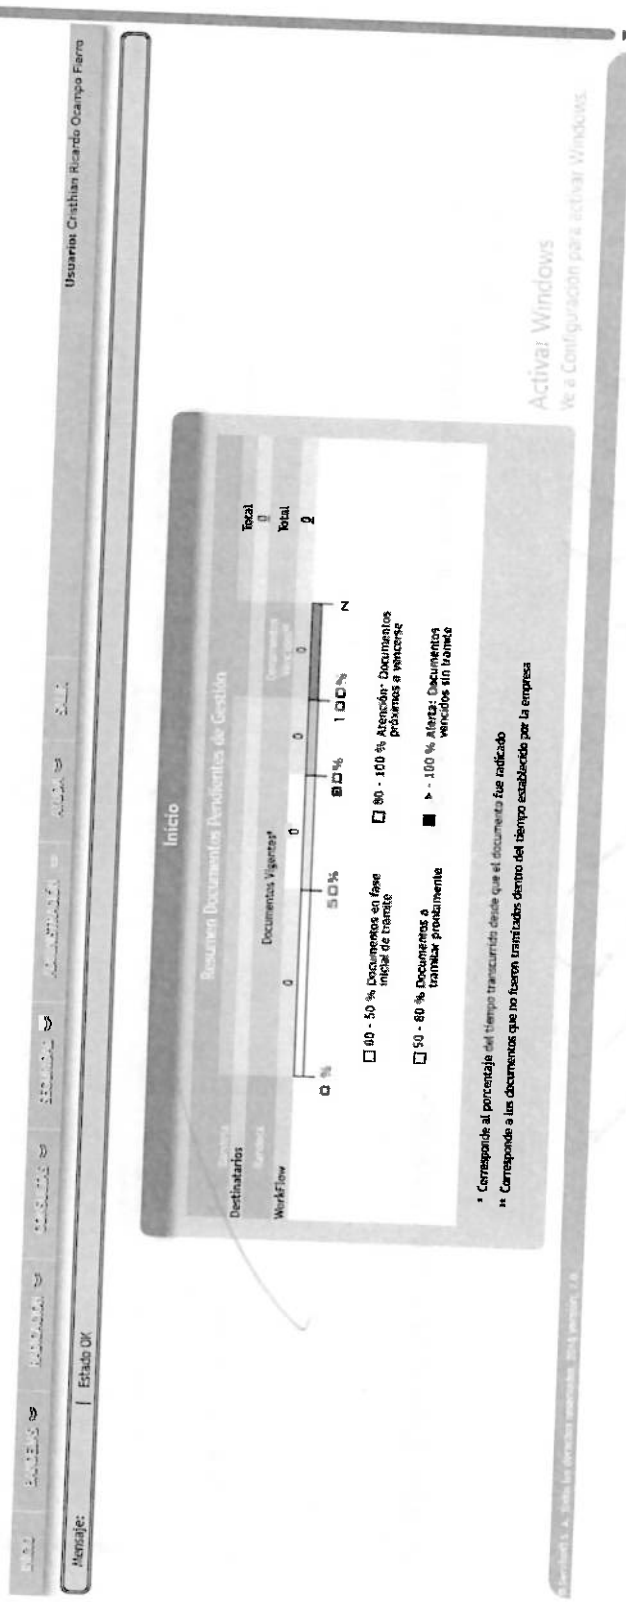 Usuario: Cristhian Ricardo Ocampo Fierro
Mensaje: | Estado OK
Inicio
Resumen Documentos Pendientes de Gestión
Destinatarios
Total
0
Documentos Vigentes*
WorkFlow
Total
0 0 0 0 0
0 % 50% 80% 100% N
00 - 50 % Documentos en fase
inicial de trámite
80 - 100 % Atención: Documentos
próximos a vencerse
50 - 80 % Documentos a
tramitar prontamente
> - 100 % Alerta: Documentos
vencidos sin trámite
* Corresponde al porcentaje del tiempo transcurrido desde que el documento fue radicado
** Corresponde a los documentos que no fueron tramitados dentro del tiempo establecido por la empresa
Activar Windows
Ve a Configuración para activar Windows.